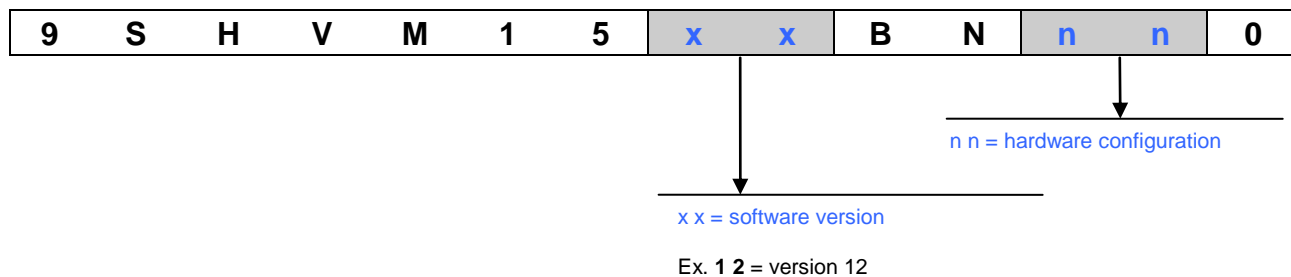 9 S H V M 1 5 x x B N n n 0
n n = hardware configuration
x x = software version
Ex. 1 2 = version 12